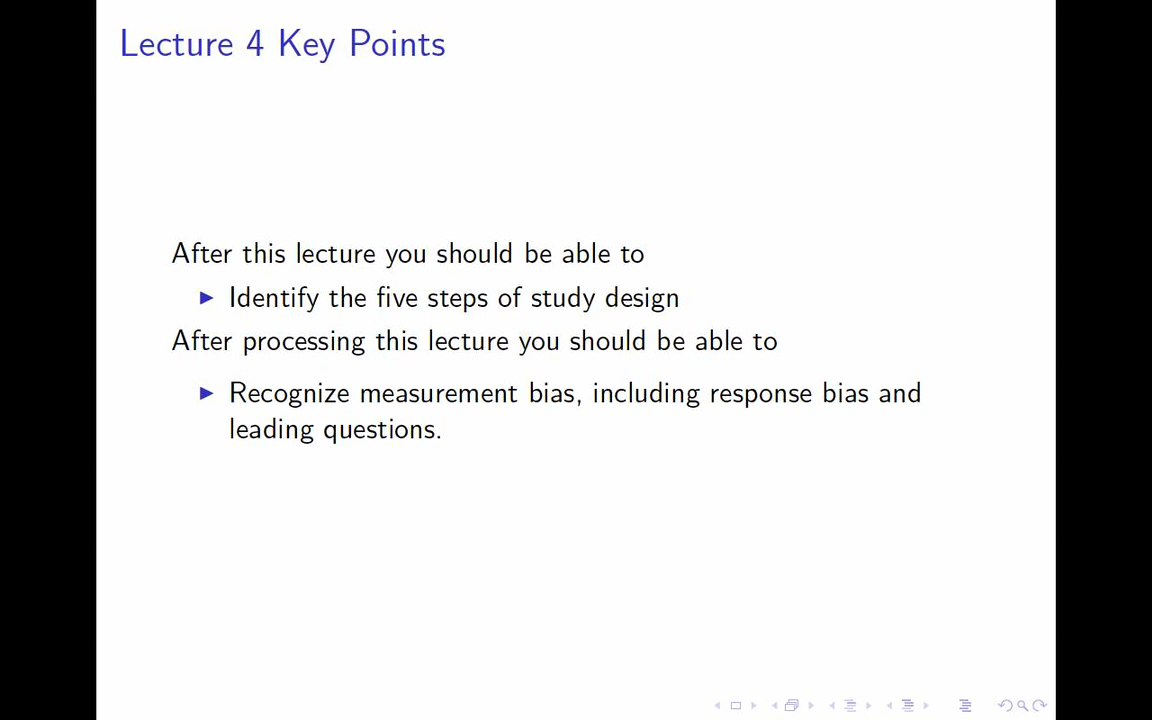 Lecture 4 Key Points
After this lecture you should be able to
Identify the five steps of study design
After processing this lecture you should be able to
Recognize measurement bias, including response bias and
leading questions.